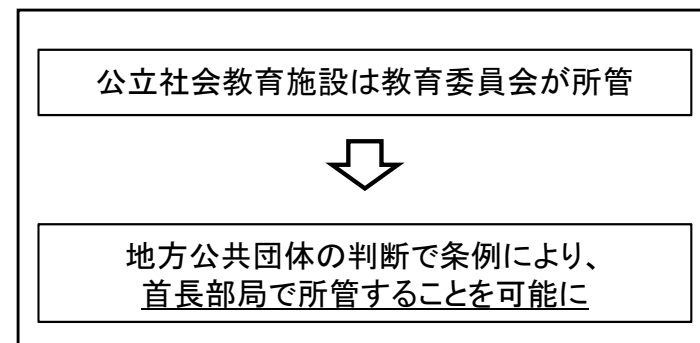 公立社会教育施設は教育委員会が所管
地方公共団体の判断で条例により、
首長部局で所管することを可能に